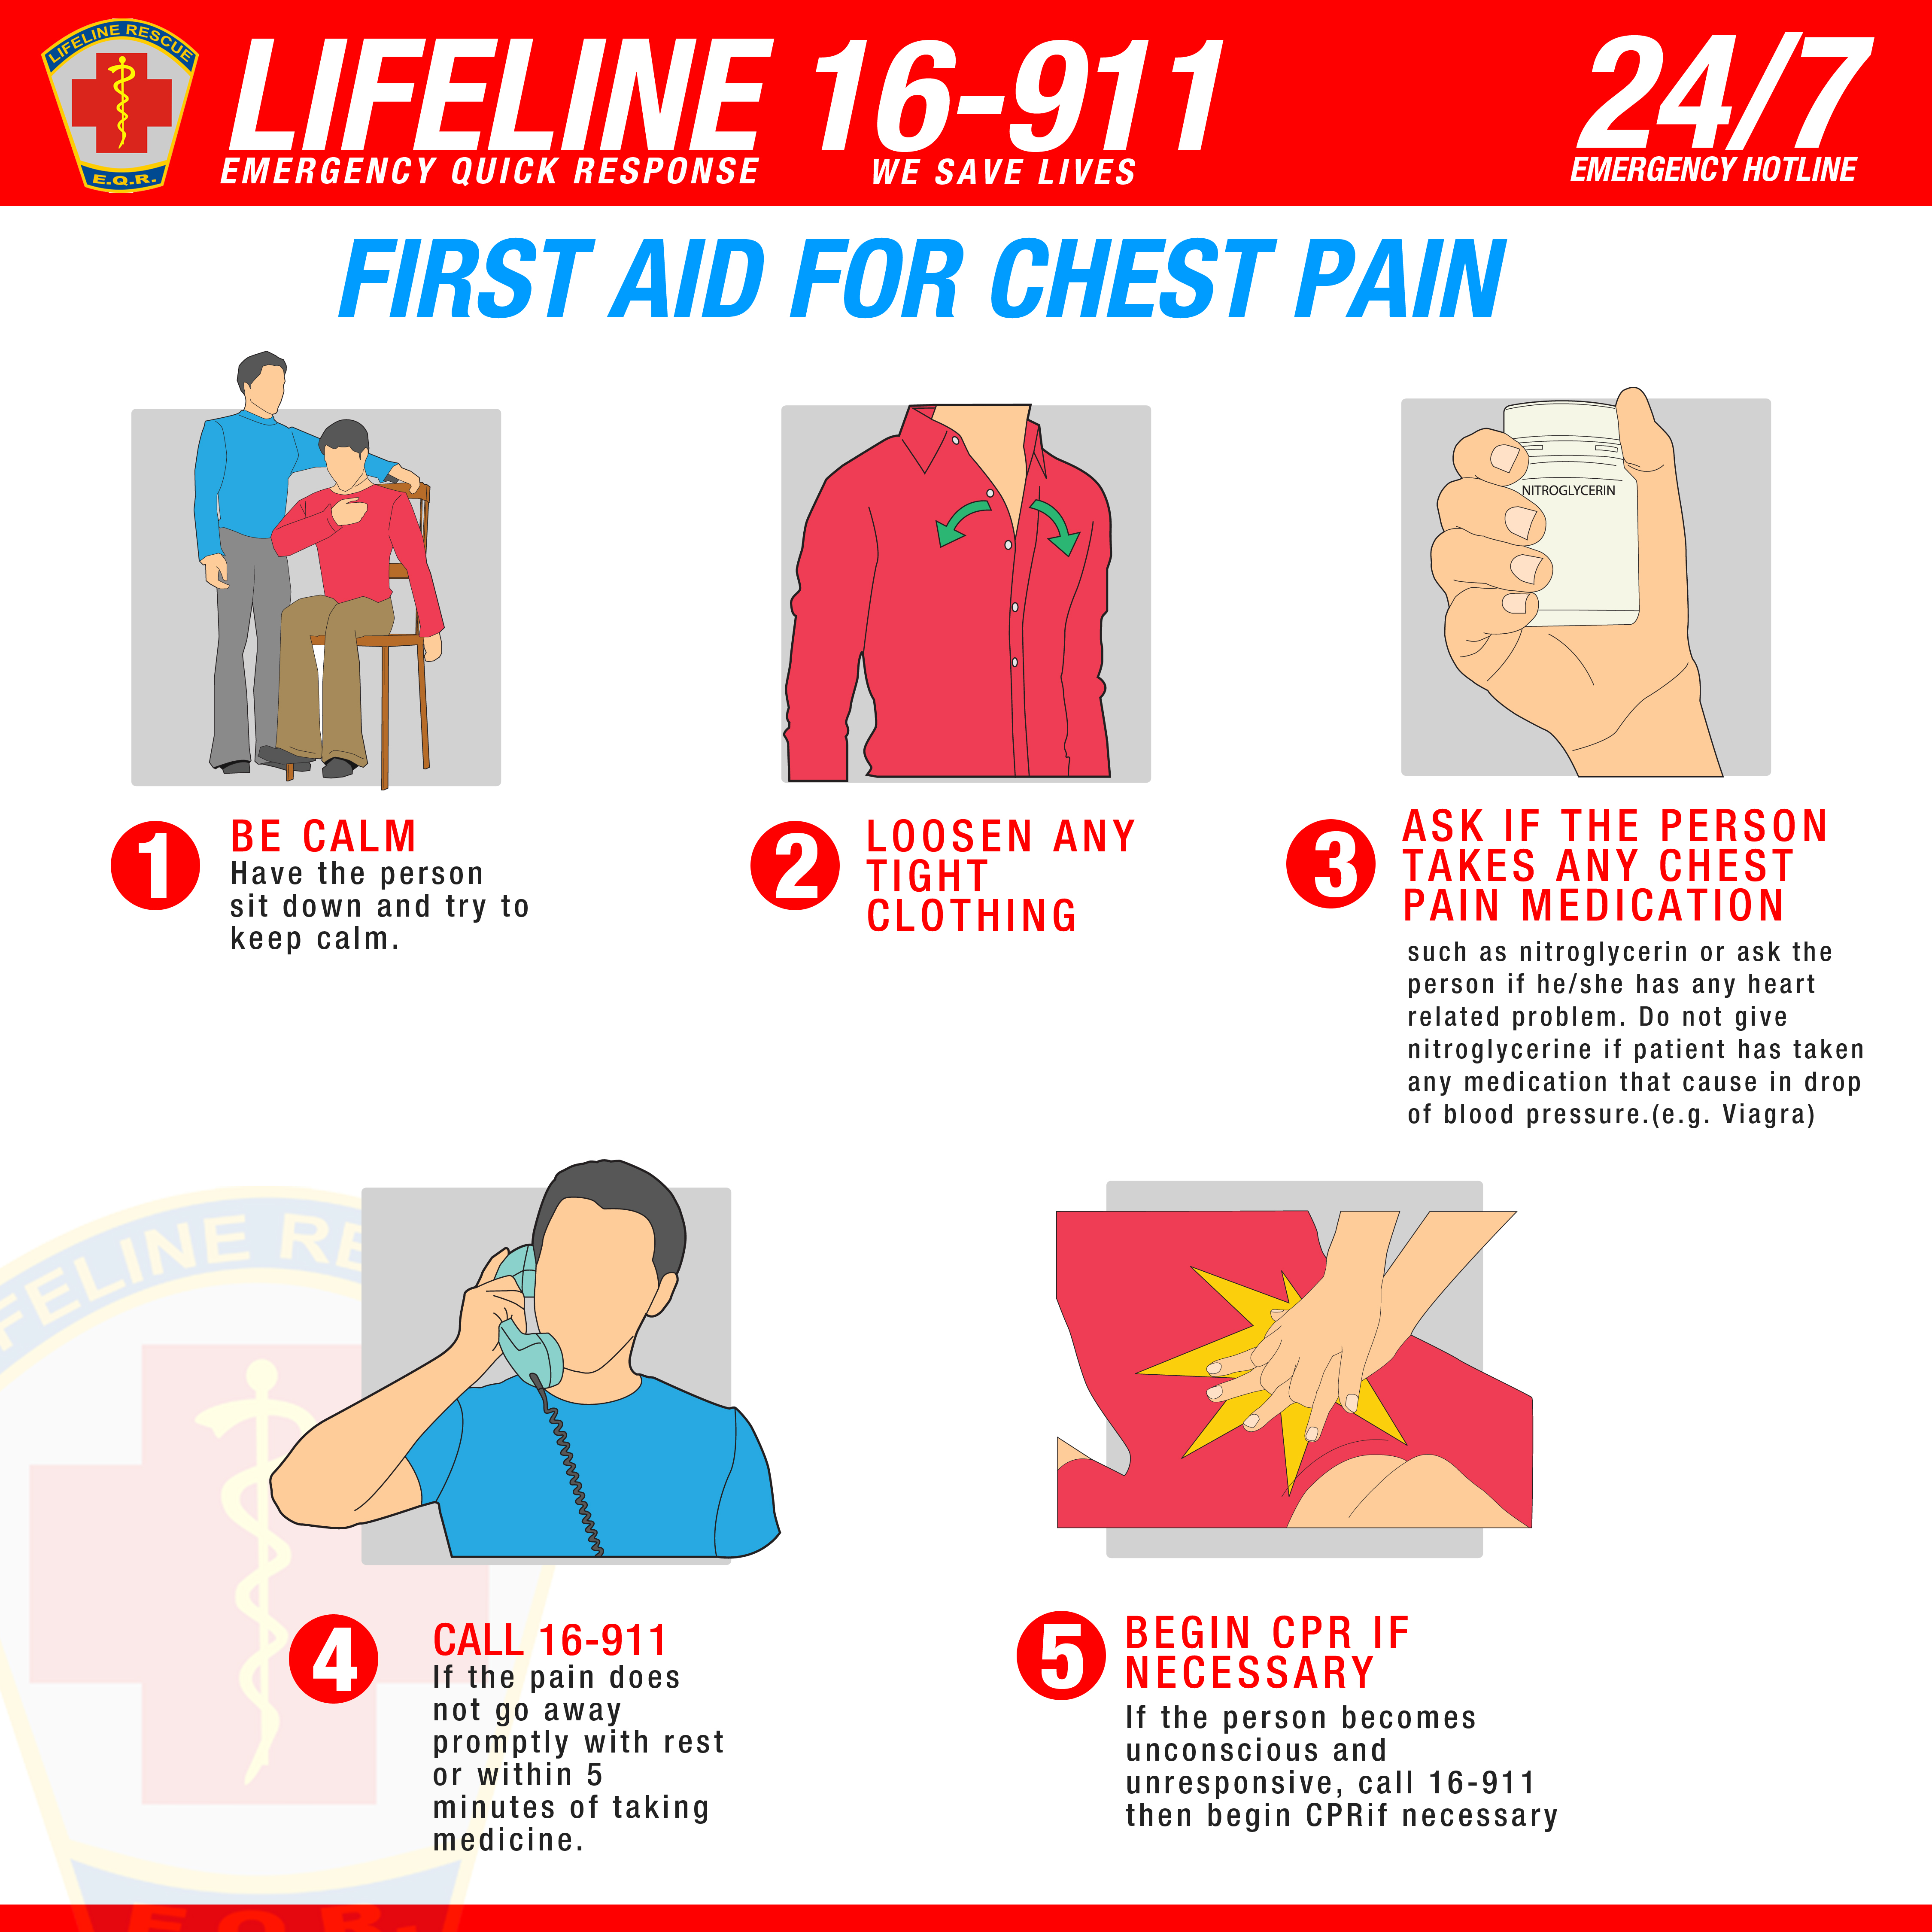 LIFELINE RESCUE
E.Q.R.
LIFELINE 16-911
EMERGENCY QUICK RESPONSE
WE SAVE LIVES
24/7
EMERGENCY HOTLINE
FIRST AID FOR CHEST PAIN
1
BE CALM
Have the person
sit down and try to
keep calm.
2
LOOSEN ANY
TIGHT
CLOTHING
NITROGLYCERIN
3
ASK IF THE PERSON
TAKES ANY CHEST
PAIN MEDICATION
such as nitroglycerin or ask the
person if he/she has any heart
related problem. Do not give
nitroglycerine if patient has taken
any medication that cause in drop
of blood pressure.(e.g. Viagra)
4
CALL 16-911
If the pain does
not go away
promptly with rest
or within 5
minutes of taking
medicine.
5
BEGIN CPR IF
NECESSARY
If the person becomes
unconscious and
unresponsive, call 16-911
then begin CPRif necessary
IFELINE RE
E.Q.R.